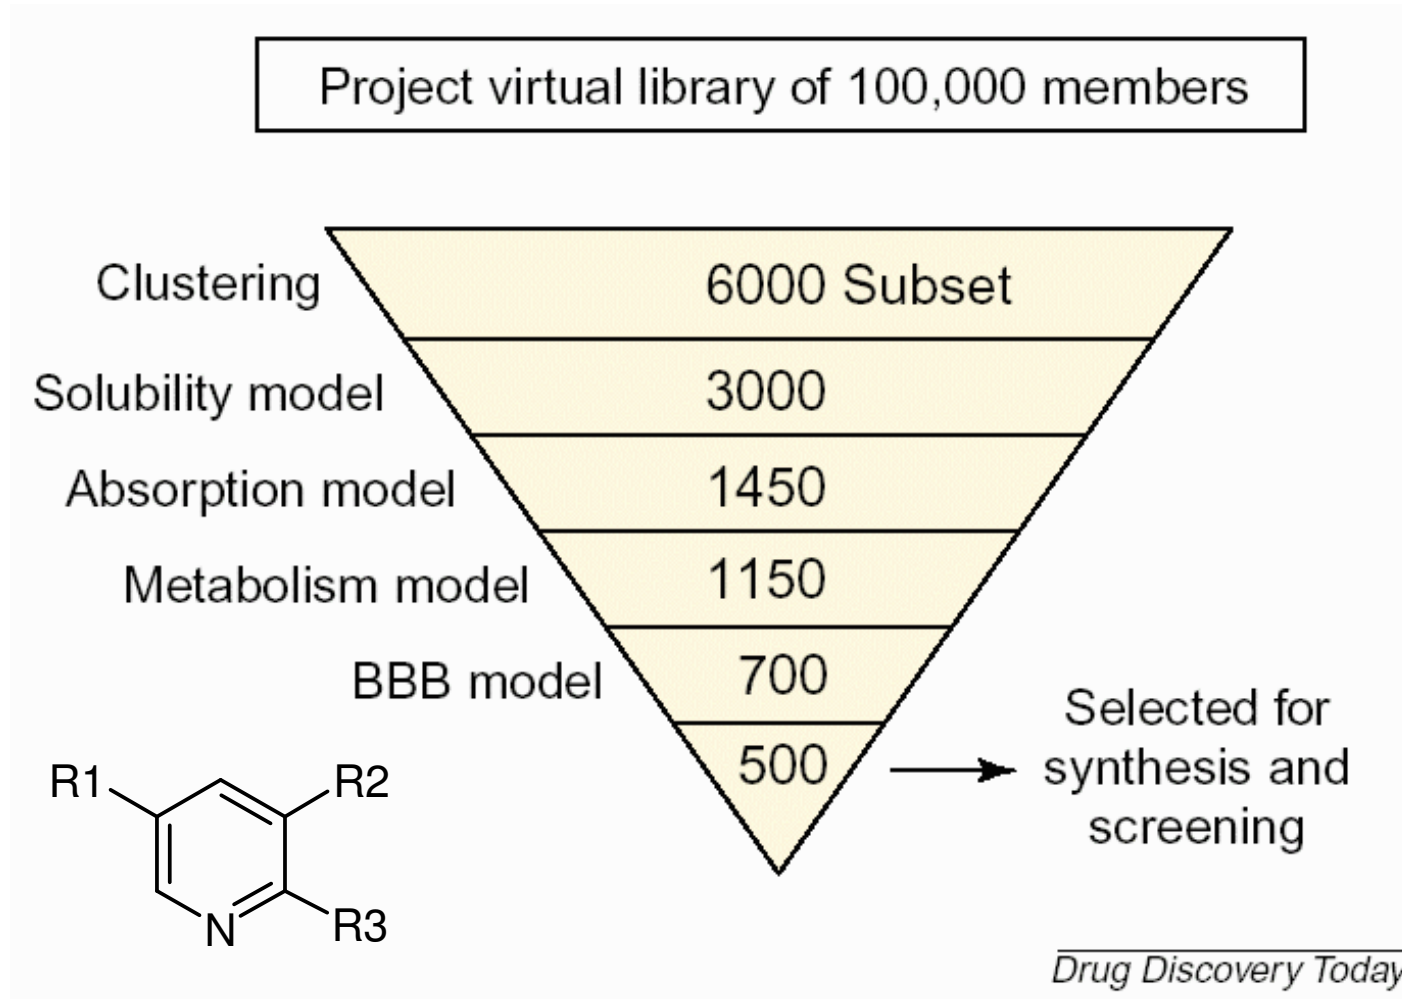 Project virtual library of 100,000 members
Clustering
6000 Subset
Solubility model
3000
Absorption model
1450
Metabolism model
1150
BBB model
700
500
Selected for
synthesis and
screening
R1
R2
R3
N
Drug Discovery Today